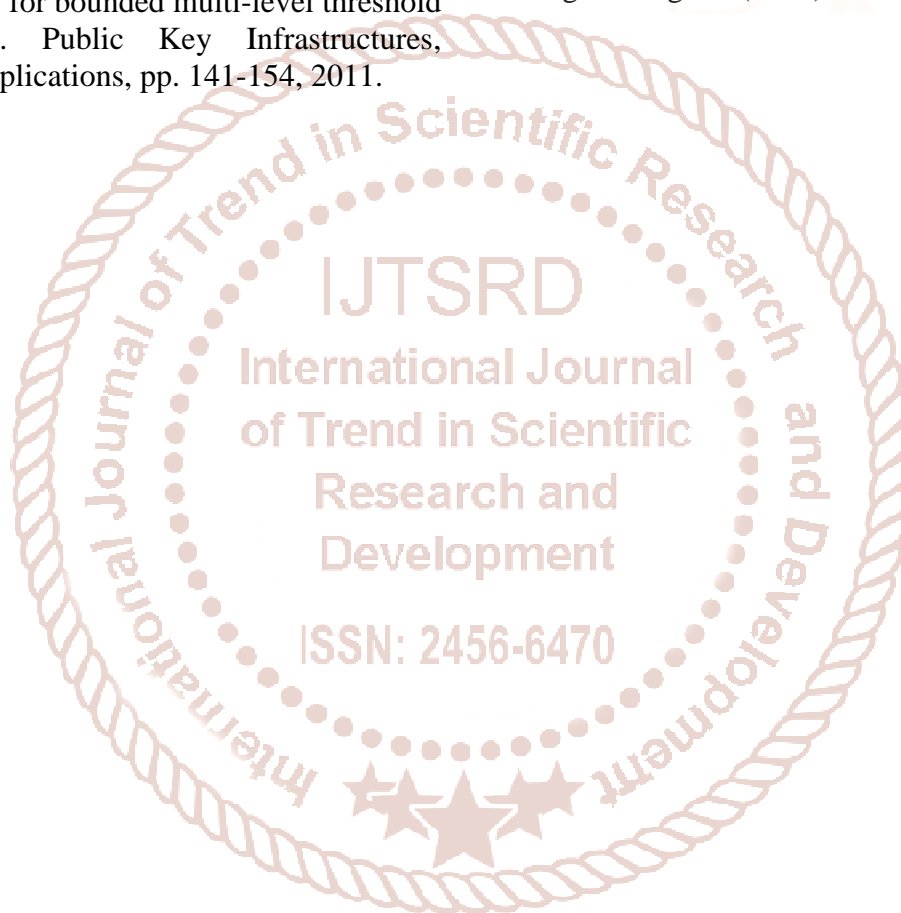 for bounded multi-level threshold
. Public Key Infrastructures,
plications, pp. 141-154, 2011.
International Journal of Trend in Scientific Research and Development
IJTSRD
International Journal
of Trend in Scientific
Research and
Development
ISSN: 2456-6470